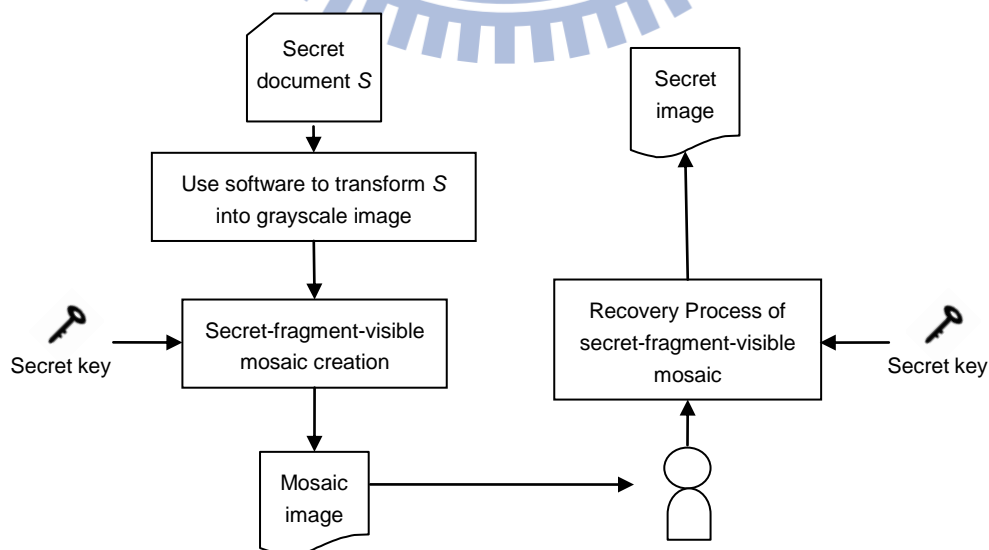 Secret
document S
Use software to transform S
into grayscale image
Secret key
Secret-fragment-visible
mosaic creation
Mosaic
image
Secret
image
Recovery Process of
secret-fragment-visible
mosaic
Secret key